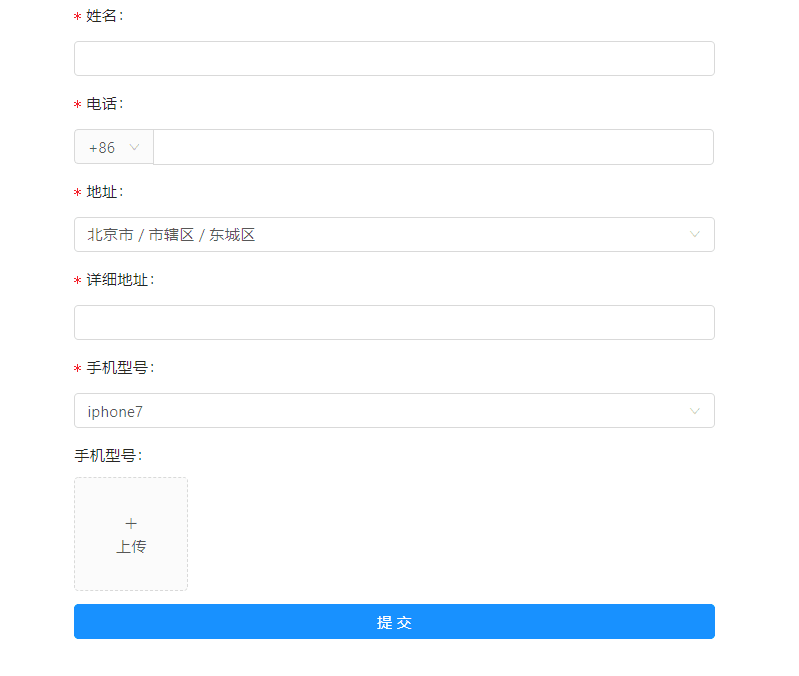 * 姓名:
* 电话:
+86
* 地址:
北京市 / 市辖区 / 东城区
* 详细地址:
* 手机型号:
iphone7
手机型号:
+
上传
提 交